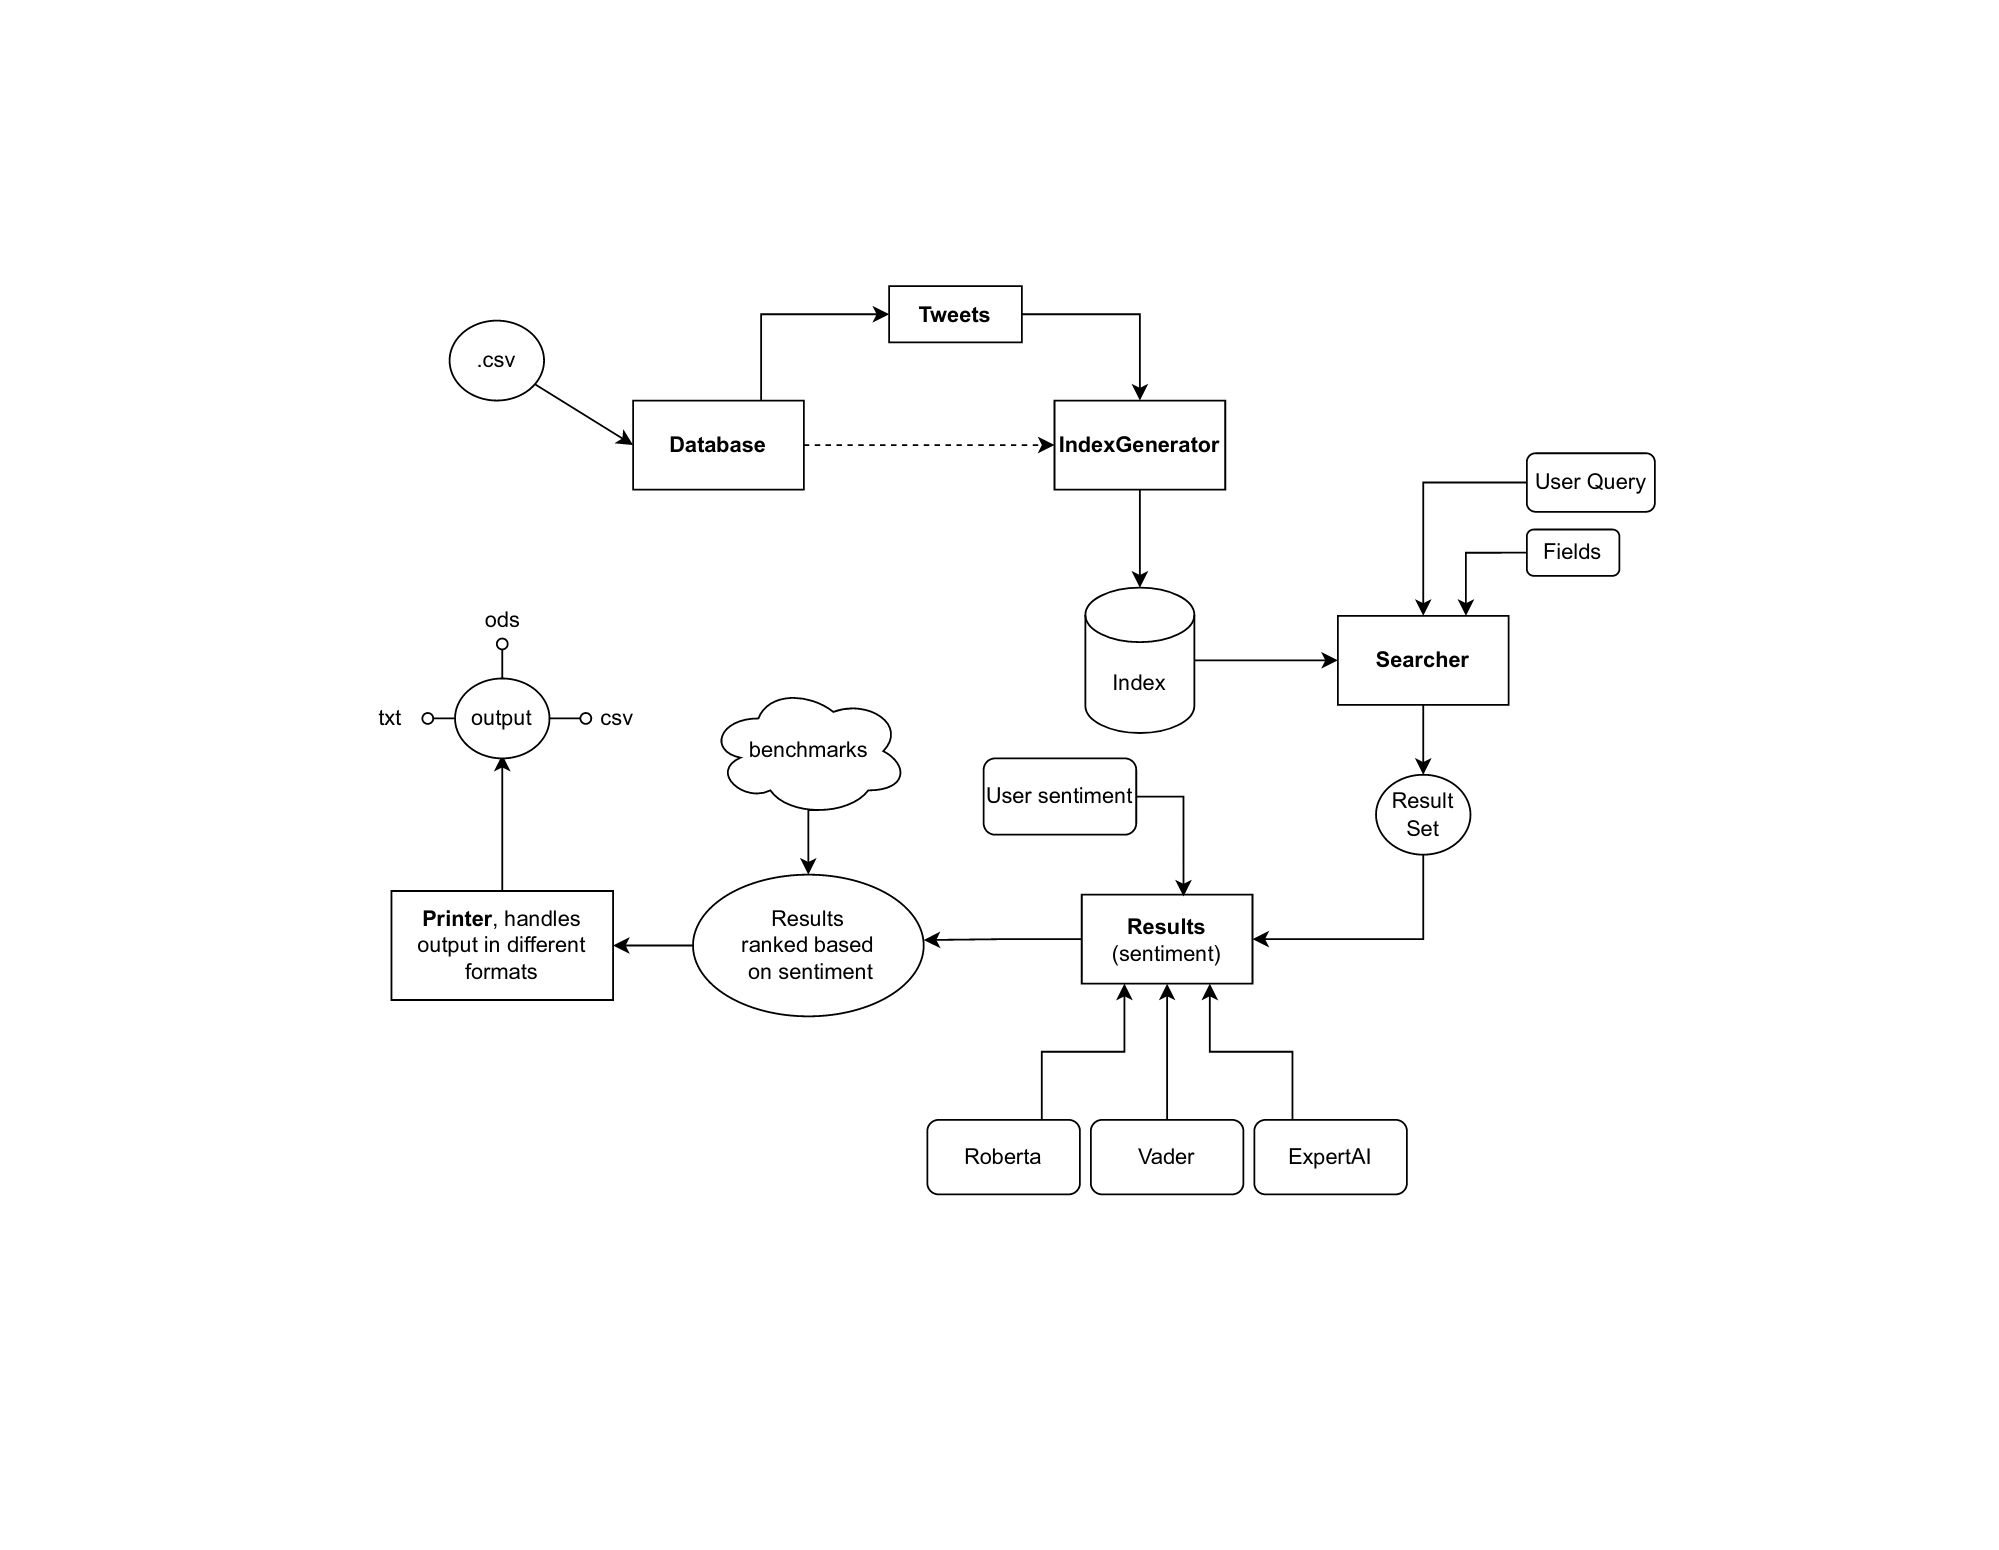 Tweets
.csv
Database
IndexGenerator
User Query
Fields
ods
Index
Searcher
txt
output
csv
benchmarks
User sentiment
Result
Set
Printer, handles
output in different
formats
Results
ranked based
on sentiment
Results
(sentiment)
Roberta
Vader
ExpertAI